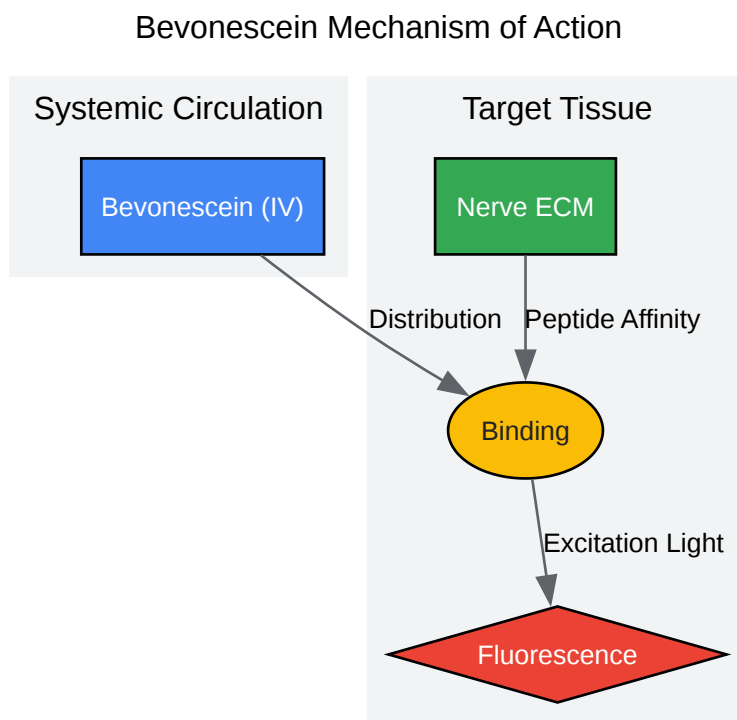 Bevonescein Mechanism of Action
Systemic Circulation
Target Tissue
Bevonescein (IV)
Nerve ECM
Distribution
Peptide Affinity
Binding
Excitation Light
Fluorescence